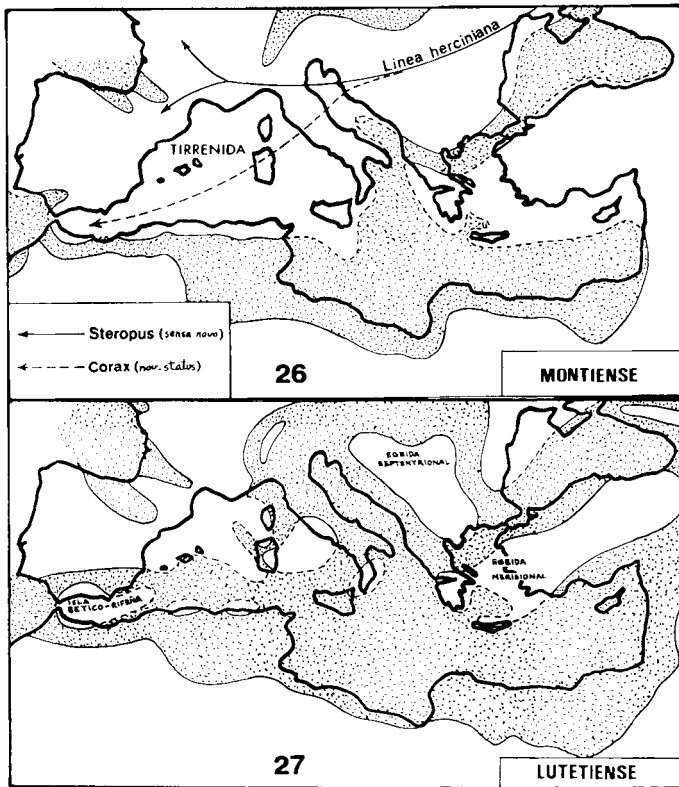 Linea herciniana
TIRRENIDA
Steropus (sensu novo)
Corax (nov. status)
26
MONTIENSE
EGEIDA
SEPTENTRIONAL
EGEIDA
MERIDIONAL
ISLA
BETICO-RIFEÑA
27
LUTETIENSE